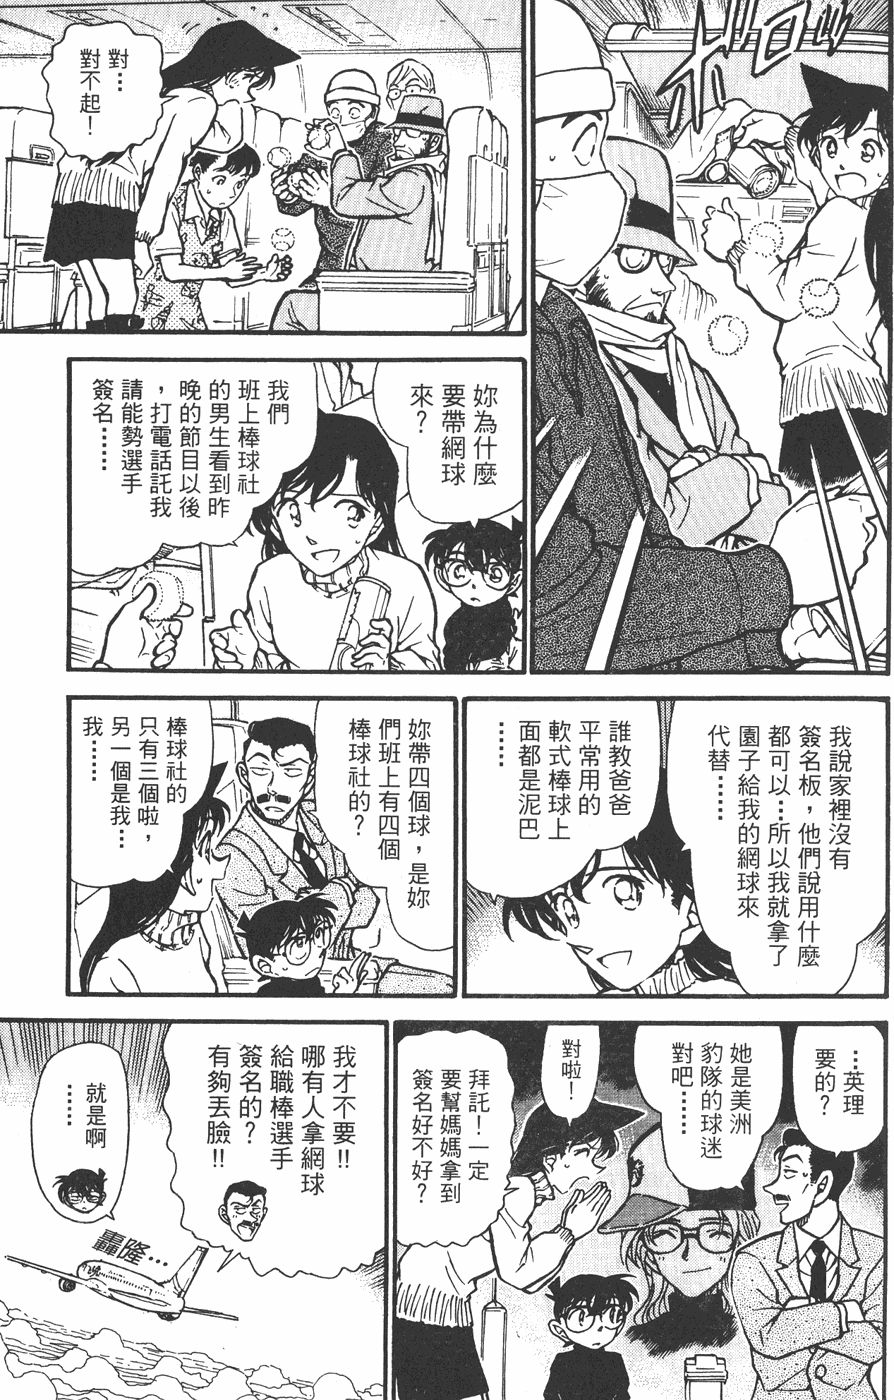 ボロッ
對…
對不起！
妳為什麼
要帶網球
來？
我們
班上棒球社
的男生看到昨
晚的節目以後
，打電話託我
請能勢選手
簽名……
我說家裡沒有
簽名板，他們說用什麼
都可以…所以我就拿了
園子給我的網球來
代替……
誰教爸爸
平常用的
軟式棒球上
面都是泥巴
妳帶四個球，是妳
們班上有四個
棒球社的？
棒球社的
只有三個啦，
另一個是我…
我……
…英理
要的？
她是美洲
豹隊的球迷
對吧……
對啦！
拜託！一定
要幫媽媽拿到
簽名好不好？
我才不要!!
哪有人拿網球
給職棒選手
簽名的？
有夠丟臉!!
就是啊
……
轟隆…